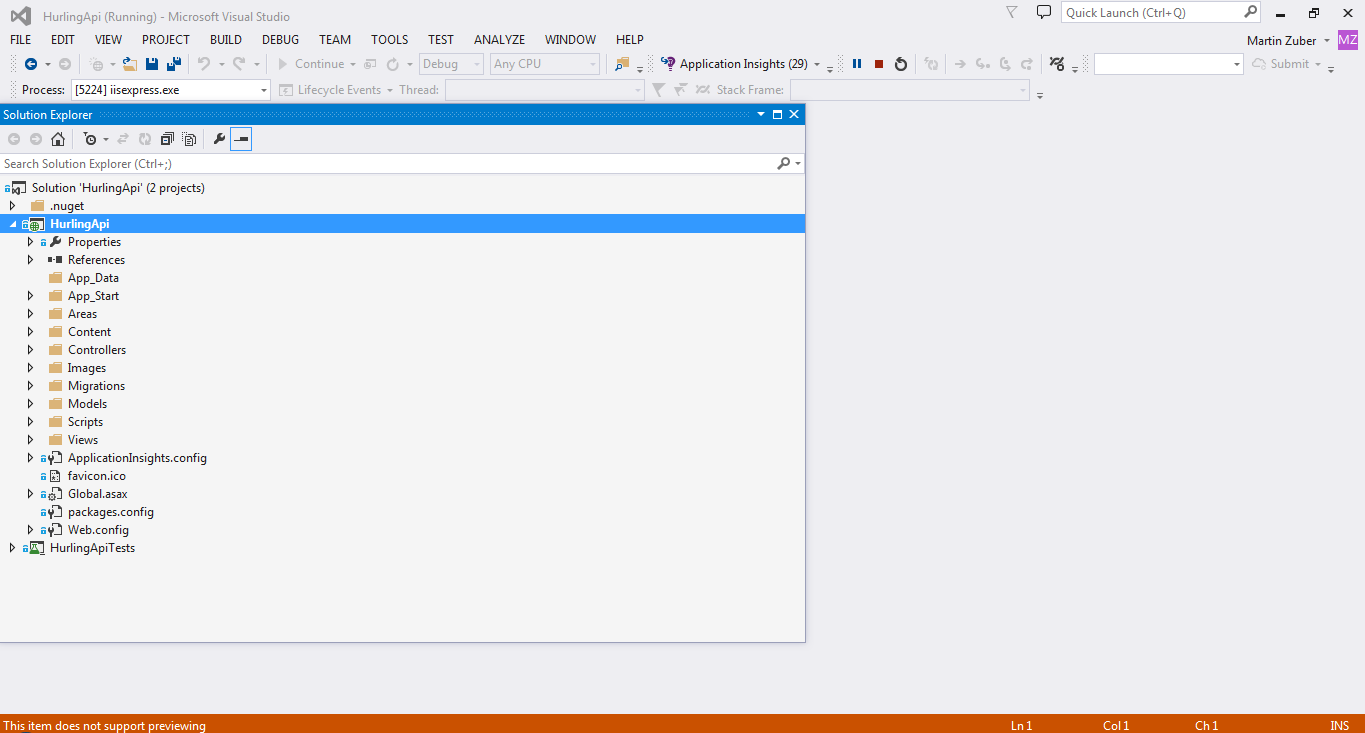 HurlingApi (Running) - Microsoft Visual Studio
Quick Launch (Ctrl+Q)
FILE EDIT VIEW PROJECT BUILD DEBUG TEAM TOOLS TEST ANALYZE WINDOW HELP
Martin Zuber MZ
Continue Debug Any CPU Application Insights (29) Submit
Process: [5224] iisexpress.exe Lifecycle Events Thread: Stack Frame:
Solution Explorer
Search Solution Explorer (Ctrl+;)
Solution 'HurlingApi' (2 projects)
.nuget
HurlingApi
Properties
References
App_Data
App_Start
Areas
Content
Controllers
Images
Migrations
Models
Scripts
Views
ApplicationInsights.config
favicon.ico
Global.asax
packages.config
Web.config
HurlingApiTests
This item does not support previewing Ln 1 Col 1 Ch 1 INS